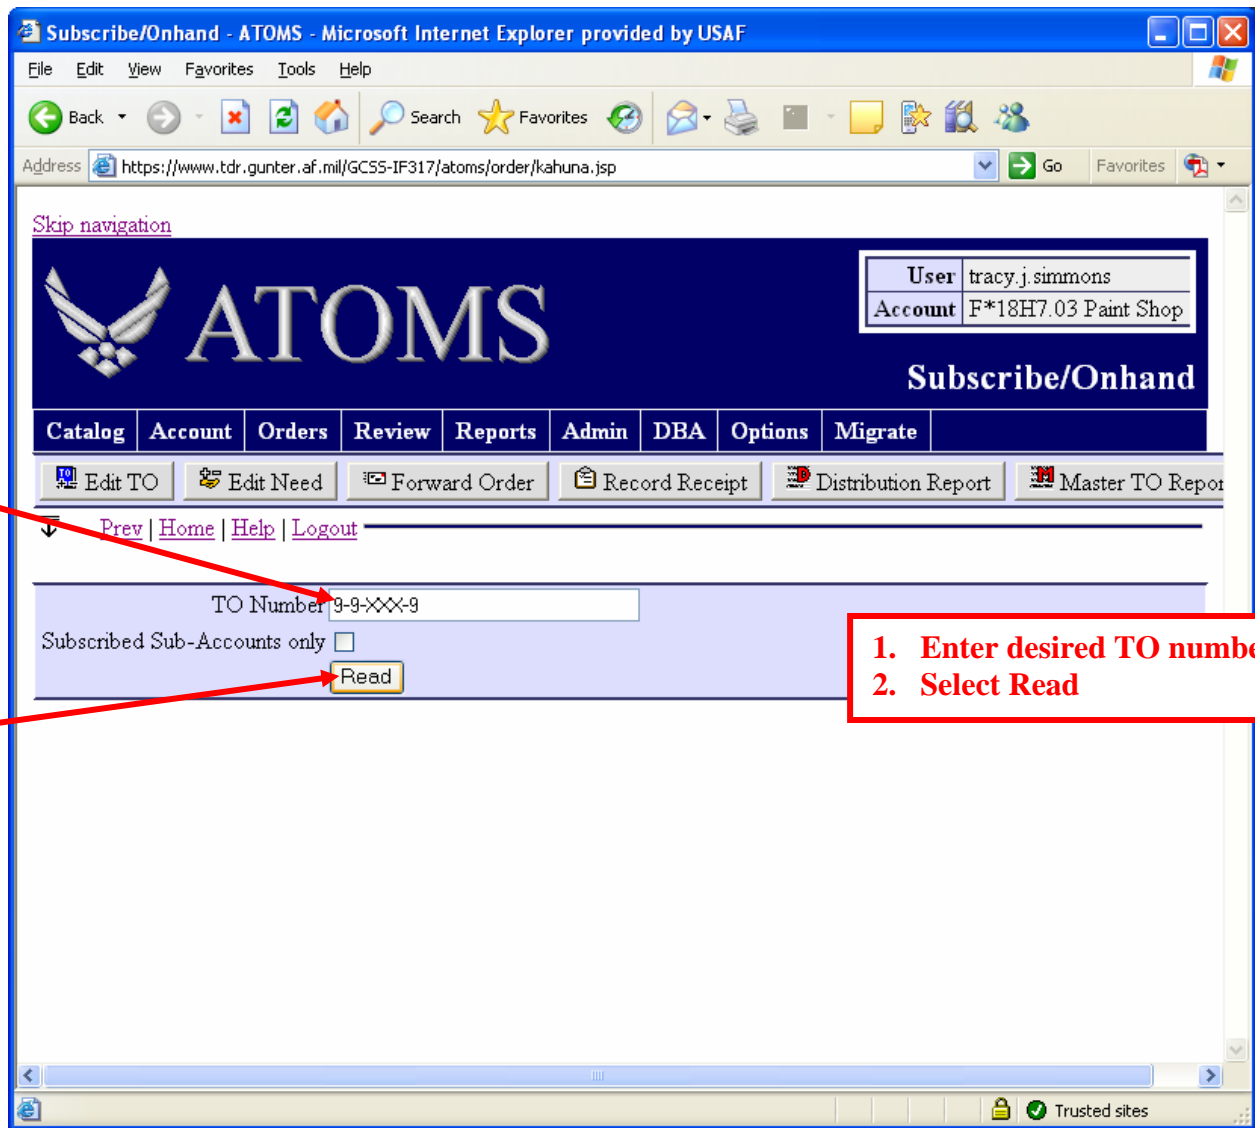 Subscribe/Onhand - ATOMS - Microsoft Internet Explorer provided by USAF
File Edit View Favorites Tools Help
Back Search Favorites
Address https://www.tdr.gunter.af.mil/GCSS-IF317/atoms/order/kahuna.jsp Go Favorites
Skip navigation
ATOMS
User tracy.j.simmons
Account F*18H7.03 Paint Shop
Subscribe/Onhand
Catalog Account Orders Review Reports Admin DBA Options Migrate
Edit TO Edit Need Forward Order Record Receipt Distribution Report Master TO Repor
Prev | Home | Help | Logout
TO Number 9-9-XXX-9
Subscribed Sub-Accounts only
Read
1. Enter desired TO numbe
2. Select Read
Trusted sites